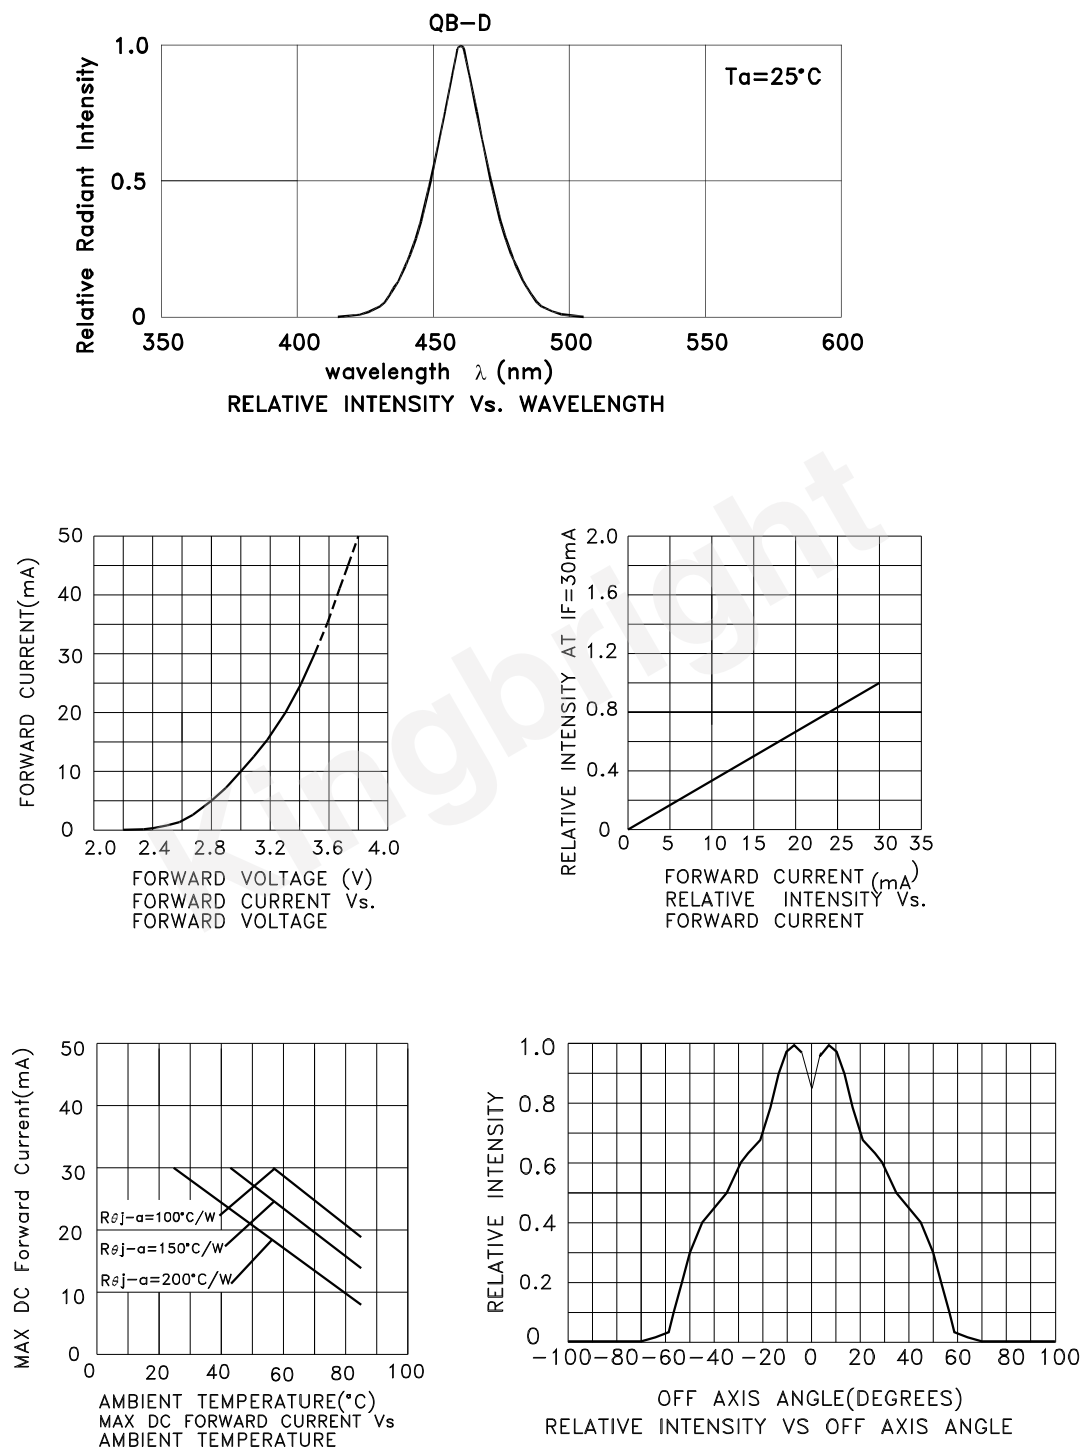 QB-D
1.0
Ta=25°C
0.5
0
Relative Radiant Intensity
350 400 450 500 550 600
wavelength λ (nm)
RELATIVE INTENSITY Vs. WAVELENGTH
Kingbright
50
40
30
20
10
0
FORWARD CURRENT(mA)
2.0 2.4 2.8 3.2 3.6 4.0
FORWARD VOLTAGE (V)
FORWARD CURRENT Vs.
FORWARD VOLTAGE
2.0
1.6
1.2
0.8
0.4
0
RELATIVE INTENSITY AT IF=30mA
0 5 10 15 20 25 30 35
FORWARD CURRENT (mA)
RELATIVE INTENSITY Vs.
FORWARD CURRENT
50
40
30
20
10
0
MAX DC Forward Current(mA)
Rθj-a=100°C/W
Rθj-a=150°C/W
Rθj-a=200°C/W
0 20 40 60 80 100
AMBIENT TEMPERATURE(°C)
MAX DC FORWARD CURRENT Vs
AMBIENT TEMPERATURE
1.0
0.8
0.6
0.4
0.2
0
RELATIVE INTENSITY
-100 -80 -60 -40 -20 0 20 40 60 80 100
OFF AXIS ANGLE(DEGREES)
RELATIVE INTENSITY VS OFF AXIS ANGLE